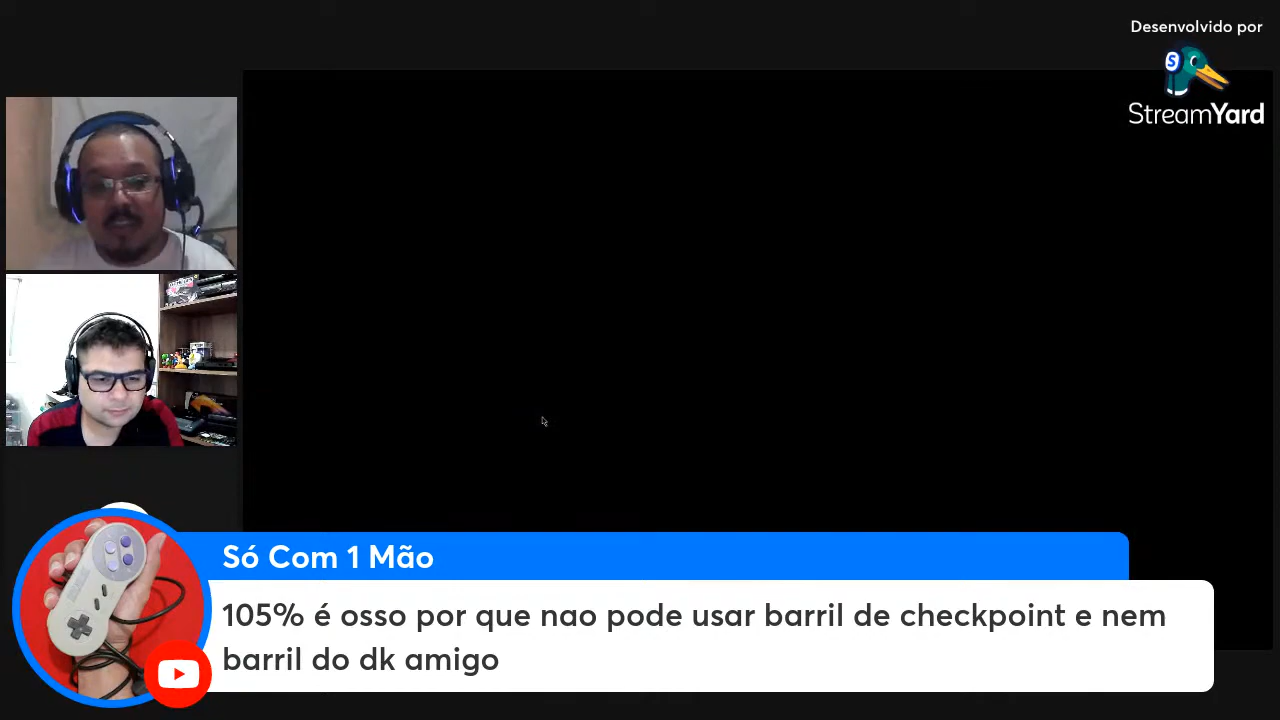 Desenvolvido por
StreamYard
Só Com 1 Mão
105% é osso por que nao pode usar barril de checkpoint e nem
barril do dk amigo